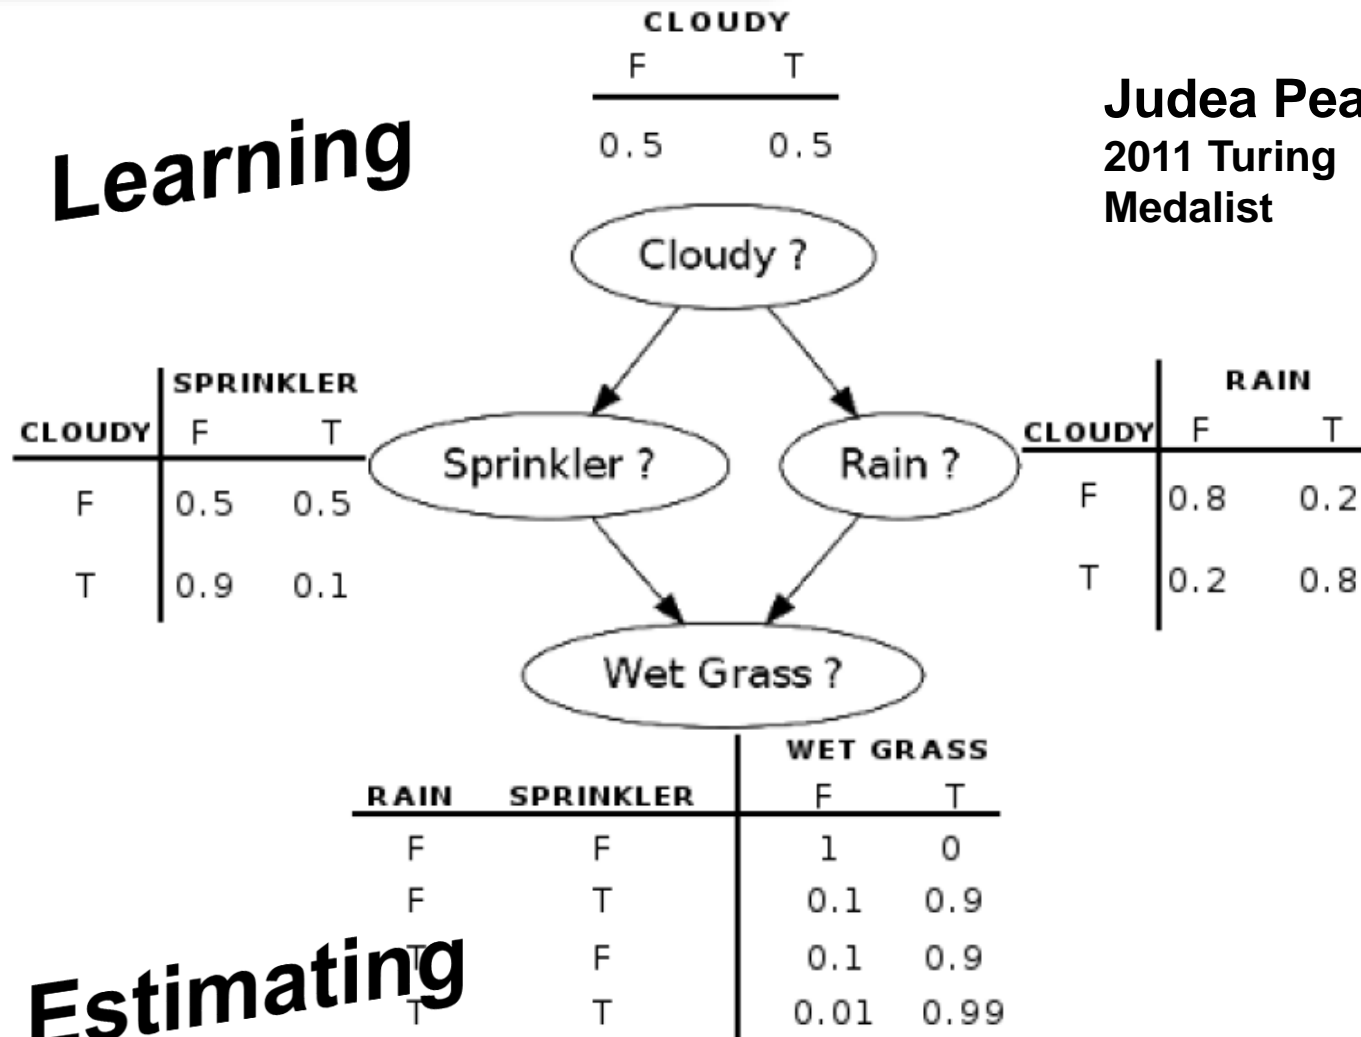 CLOUDY
F T
0.5 0.5
Learning
Judea Pea
2011 Turing
Medalist
Cloudy ?
SPRINKLER
CLOUDY F T
F 0.5 0.5
T 0.9 0.1
Sprinkler ?
Rain ?
RAIN
CLOUDY F T
F 0.8 0.2
T 0.2 0.8
Wet Grass ?
WET GRASS
RAIN SPRINKLER F T
F F 1 0
F T 0.1 0.9
T F 0.1 0.9
T T 0.01 0.99
Estimating